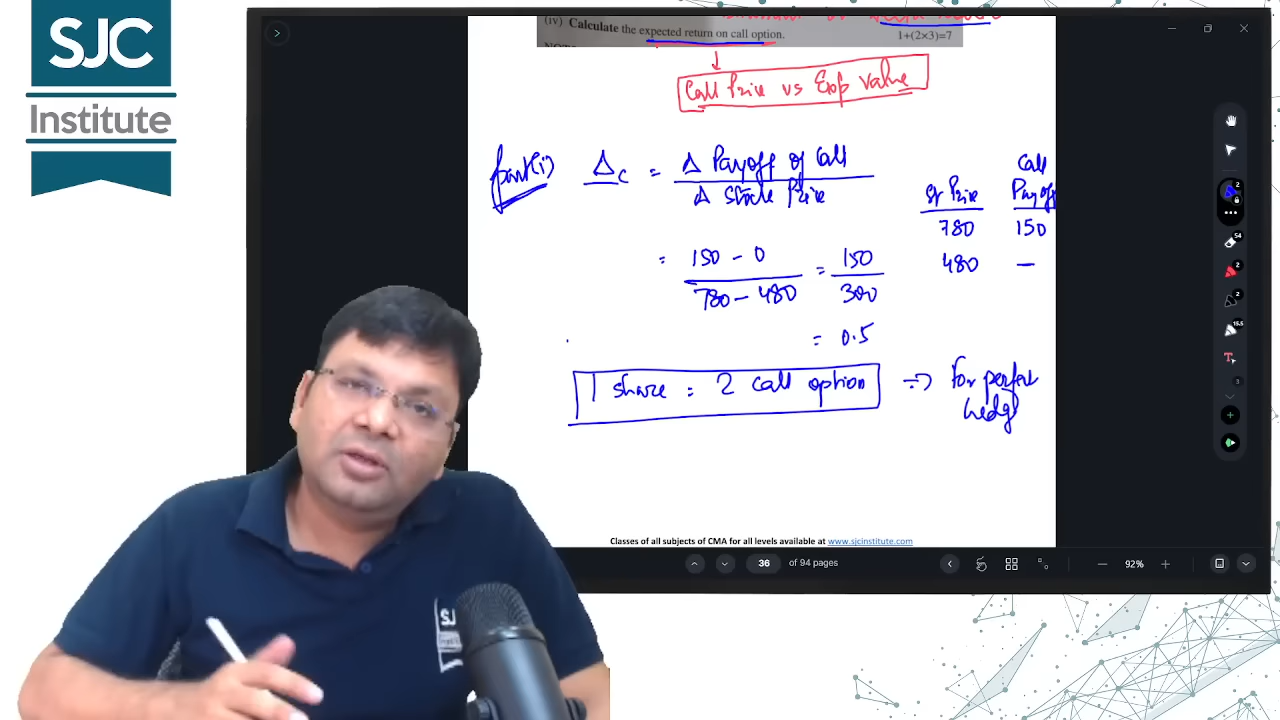 SJC
Institute
(iv) Calculate the expected return on call option.
1+(2×3)=7
Call Price vs Exp value
part(i) Δc = Δ Payoff of Call
Δ Stock Price
= 150 - 0 = 150
780 - 480 300
= 0.5
St Price Call Payoff
780 150
480 —
1 share = 2 call option => for perfect hedge
Classes of all subjects of CMA for all levels available at www.sjcinstitute.com
36 of 94 pages
92%
SJ